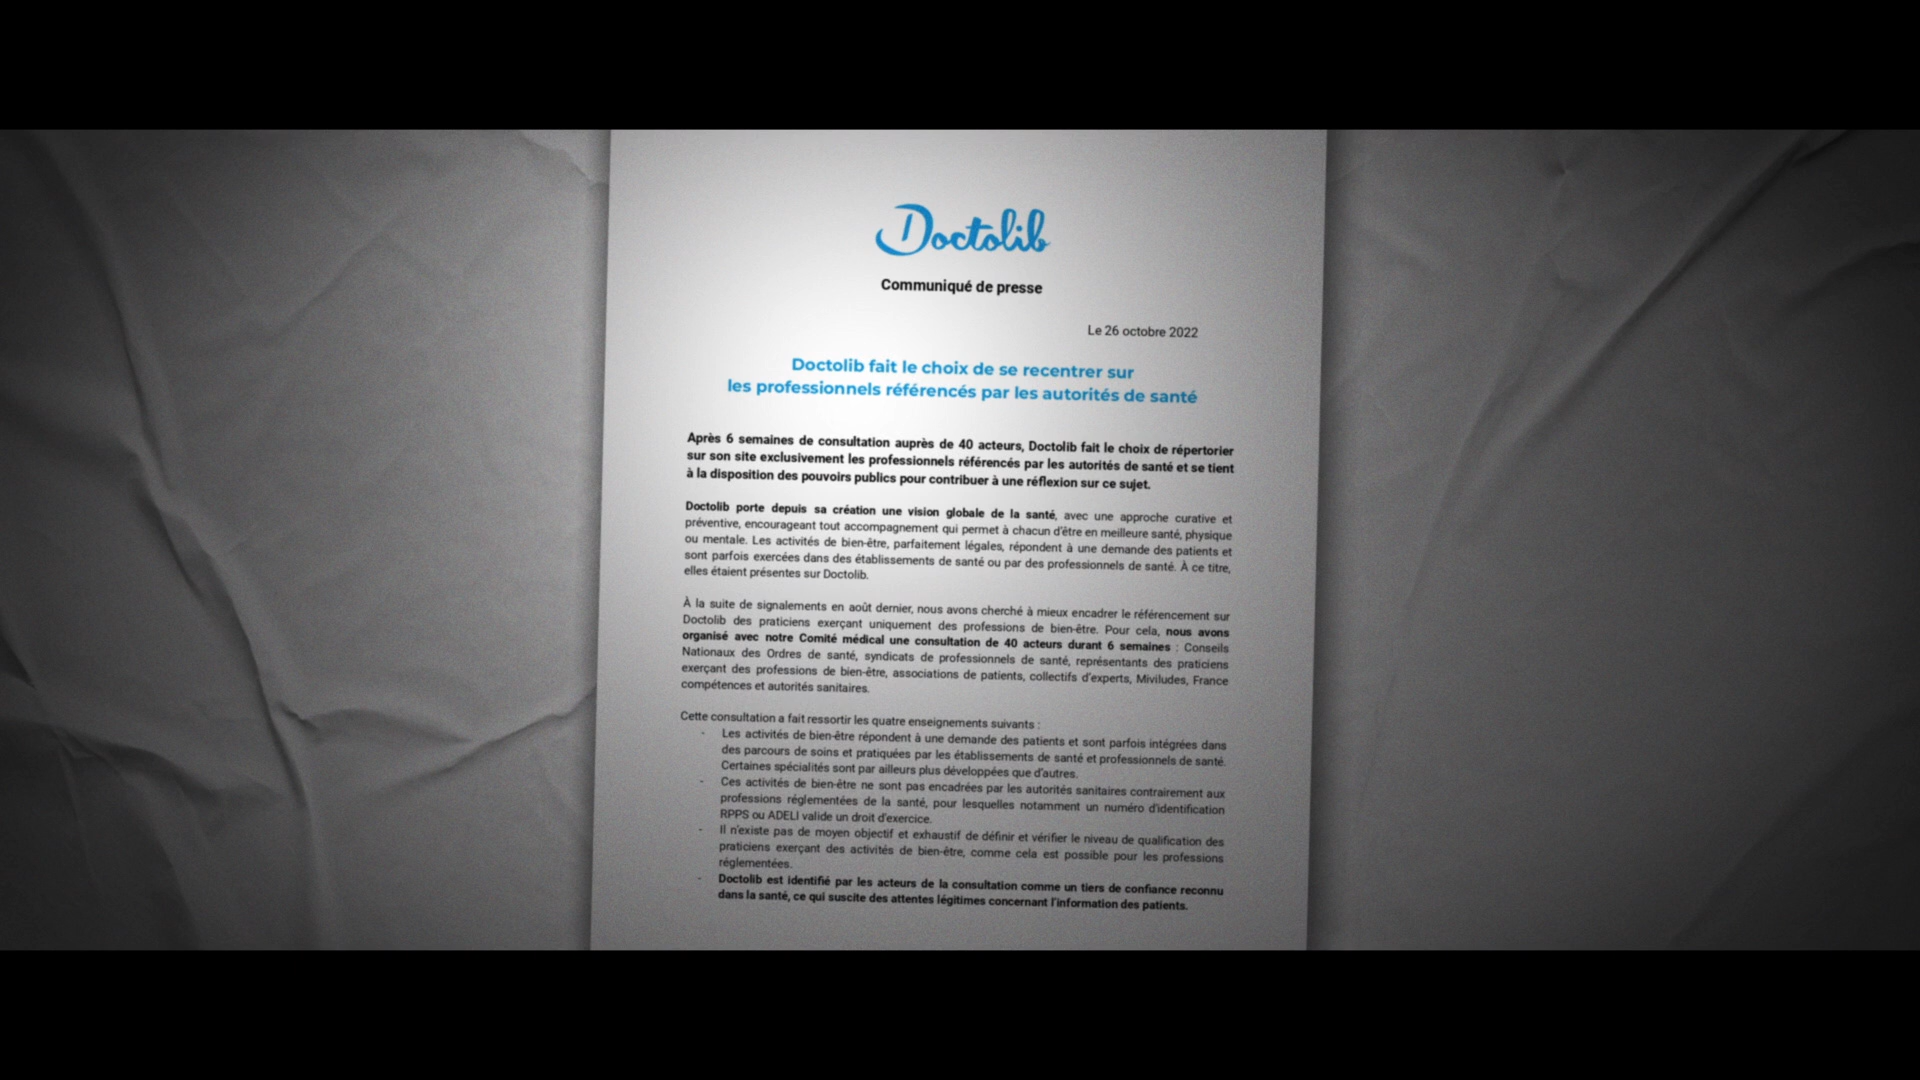 Doctolib
Communiqué de presse
Le 26 octobre 2022
Doctolib fait le choix de se recentrer sur
les professionnels référencés par les autorités de santé
Après 6 semaines de consultation auprès de 40 acteurs, Doctolib fait le choix de répertorier
sur son site exclusivement les professionnels référencés par les autorités de santé et se tient
à la disposition des pouvoirs publics pour contribuer à une réflexion sur ce sujet.
Doctolib porte depuis sa création une vision globale de la santé, avec une approche curative et
préventive, encourageant tout accompagnement qui permet à chacun d'être en meilleure santé, physique
ou mentale. Les activités de bien-être, parfaitement légales, répondent à une demande des patients et
sont parfois exercées dans des établissements de santé ou par des professionnels de santé. À ce titre,
elles étaient présentes sur Doctolib.
À la suite de signalements en août dernier, nous avons cherché à mieux encadrer le référencement sur
Doctolib des praticiens exerçant uniquement des professions de bien-être. Pour cela, nous avons
organisé avec notre Comité médical une consultation de 40 acteurs durant 6 semaines : Conseils
Nationaux des Ordres de santé, syndicats de professionnels de santé, représentants des praticiens
exerçant des professions de bien-être, associations de patients, collectifs d'experts, Miviludes, France
compétences et autorités sanitaires.
Cette consultation a fait ressortir les quatre enseignements suivants :
- Les activités de bien-être répondent à une demande des patients et sont parfois intégrées dans
des parcours de soins et pratiquées par les établissements de santé et professionnels de santé.
Certaines spécialités sont par ailleurs plus développées que d'autres.
- Ces activités de bien-être ne sont pas encadrées par les autorités sanitaires contrairement aux
professions réglementées de la santé, pour lesquelles notamment un numéro d'identification
RPPS ou ADELI valide un droit d'exercice.
- Il n'existe pas de moyen objectif et exhaustif de définir et vérifier le niveau de qualification des
praticiens exerçant des activités de bien-être, comme cela est possible pour les professions
réglementées.
- Doctolib est identifié par les acteurs de la consultation comme un tiers de confiance reconnu
dans la santé, ce qui suscite des attentes légitimes concernant l'information des patients.